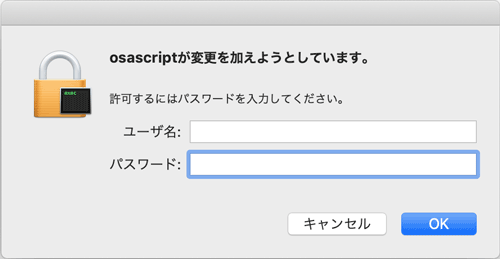 osascriptが変更を加えようとしています。
許可するにはパスワードを入力してください。
ユーザ名:
パスワード:
キャンセル OK